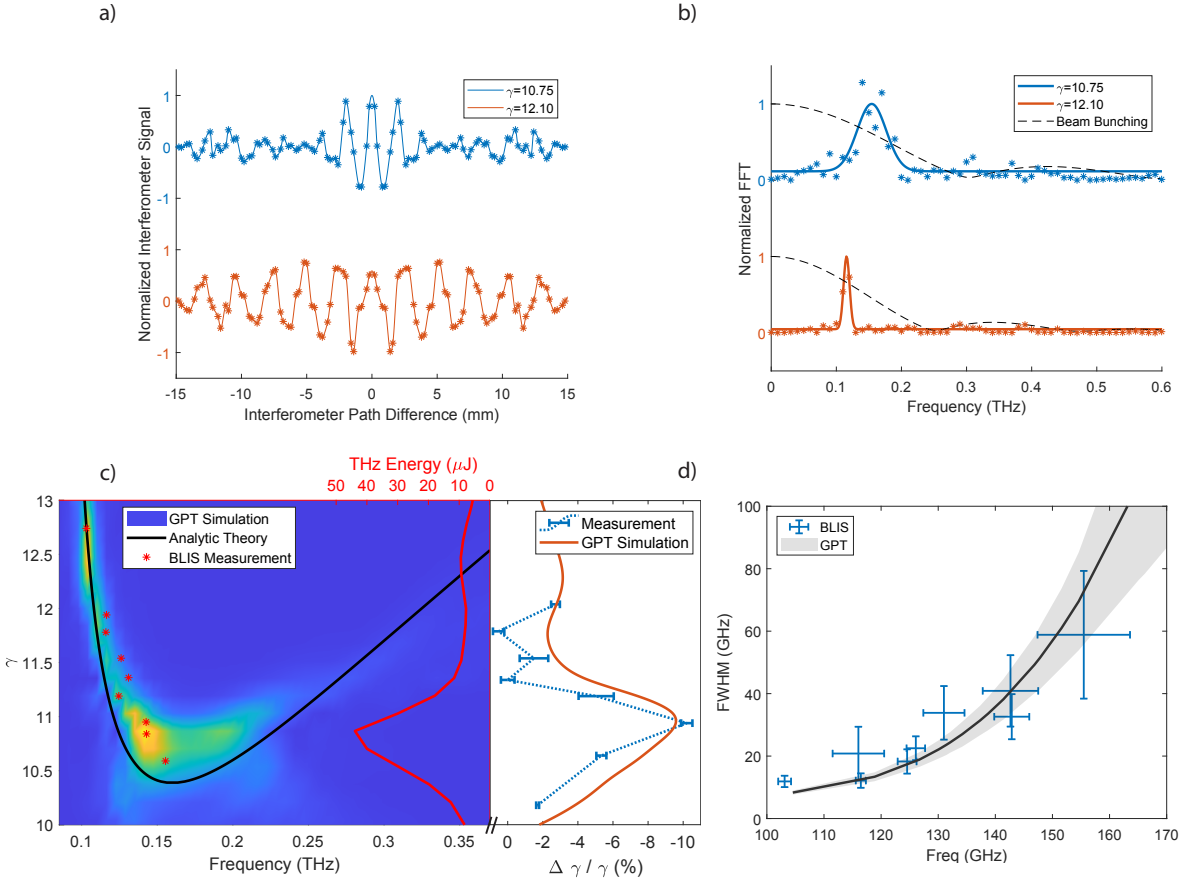 a)
Normalized Interferometer Signal
1
0
-1
1
0
-1
γ=10.75
γ=12.10
-15
-10
-5
0
5
10
15
Interferometer Path Difference (mm)
b)
Normalized FFT
1
0
1
0
γ=10.75
γ=12.10
Beam Bunching
0
0.1
0.2
0.3
0.4
0.5
0.6
Frequency (THz)
c)
THz Energy (μJ)
50
40
30
20
10
0
GPT Simulation
Analytic Theory
BLIS Measurement
γ
13
12.5
12
11.5
11
10.5
10
0.1
0.15
0.2
0.25
0.3
0.35
Frequency (THz)
Measurement
GPT Simulation
0
-2
-4
-6
-8
-10
Δ γ / γ (%)
d)
BLIS
GPT
FWHM (GHz)
100
80
60
40
20
0
100
110
120
130
140
150
160
170
Freq (GHz)